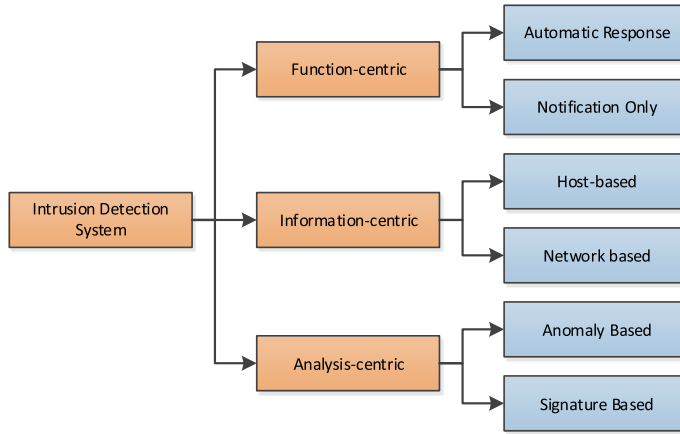 Automatic Response
Function-centric
Notification Only
Host-based
Intrusion Detection
System
Information-centric
Network based
Anomaly Based
Analysis-centric
Signature Based